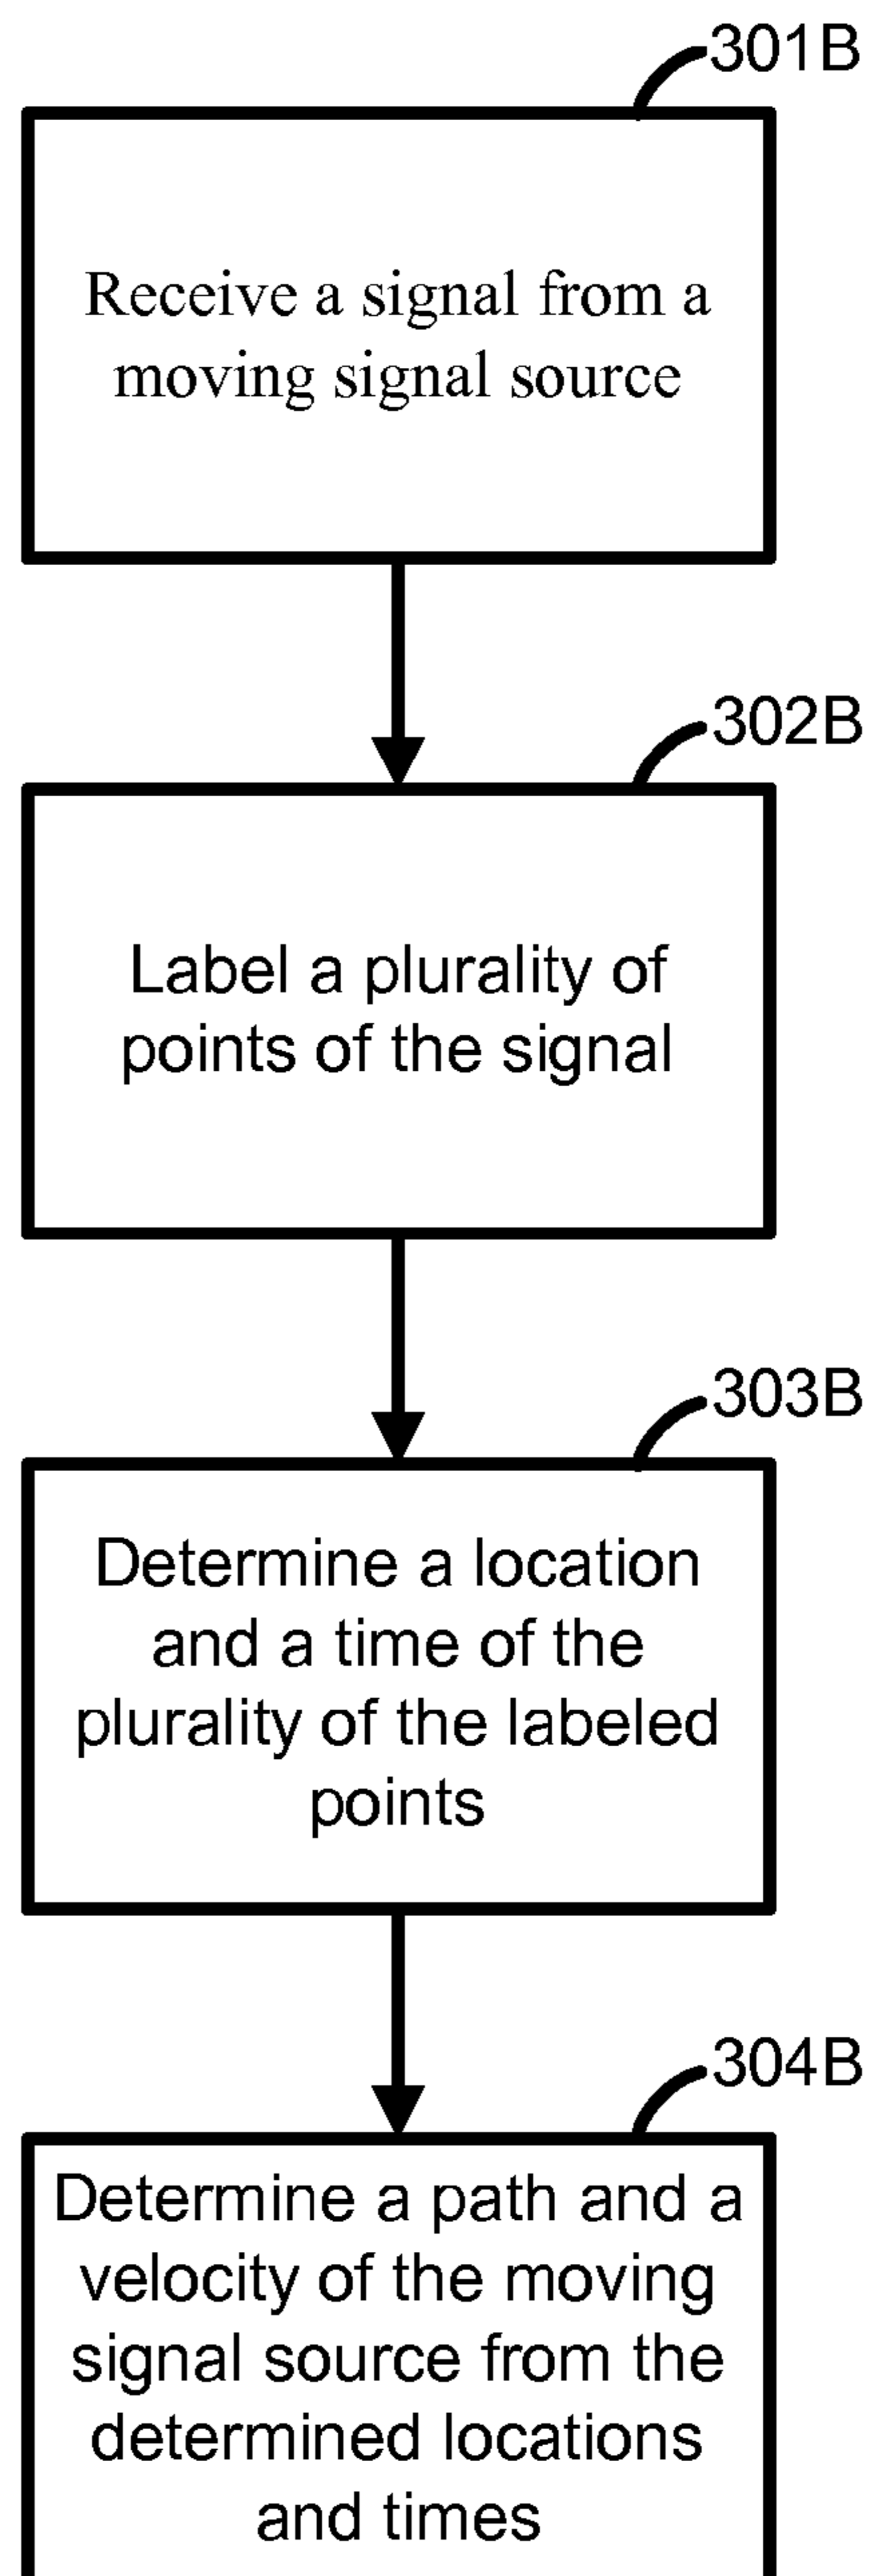 301B
Receive a signal from a
moving signal source
302B
Label a plurality of
points of the signal
303B
Determine a location
and a time of the
plurality of the labeled
points
304B
Determine a path and a
velocity of the moving
signal source from the
determined locations
and times